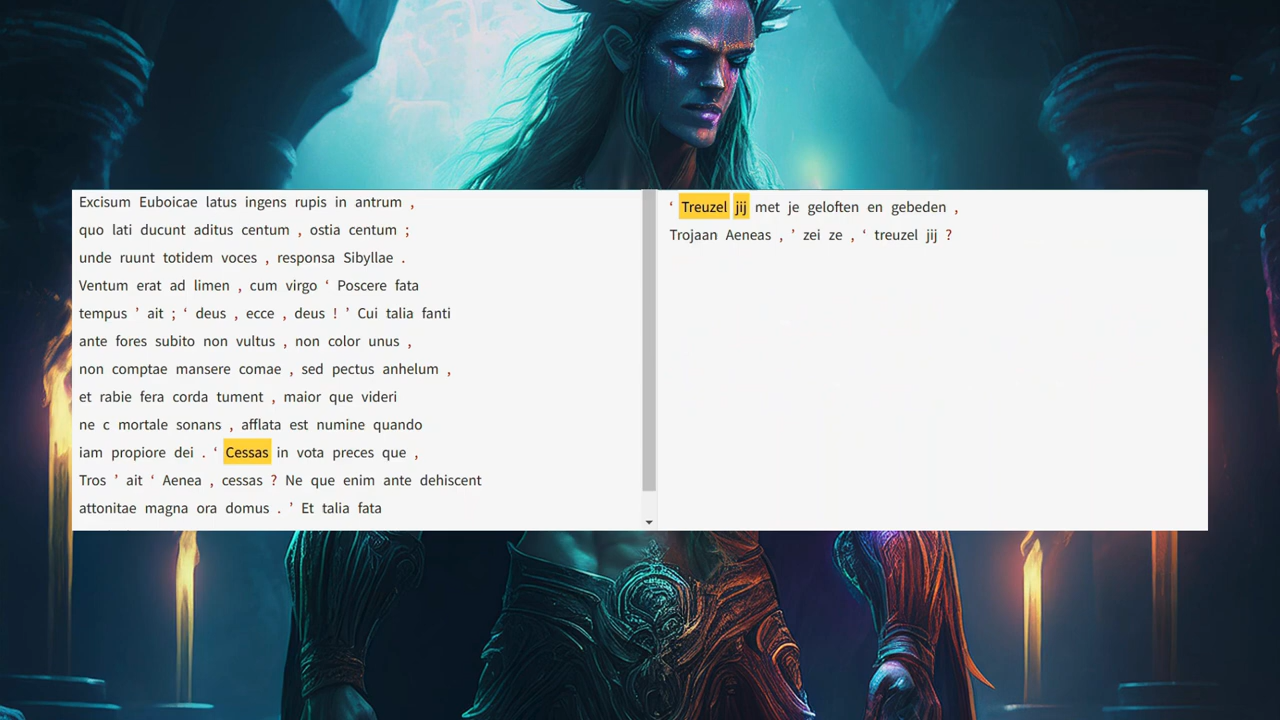 Excisum Euboicae latus ingens rupis in antrum ,
quo lati ducunt aditus centum , ostia centum ;
unde ruunt totidem voces , responsa Sibyllae .
Ventum erat ad limen , cum virgo ‘ Poscere fata
tempus ’ ait ; ‘ deus , ecce , deus ! ’ Cui talia fanti
ante fores subito non vultus , non color unus ,
non comptae mansere comae , sed pectus anhelum ,
et rabie fera corda tument , maior que videri
ne c mortale sonans , afflata est numine quando
iam propiore dei . ‘ Cessas in vota preces que ,
Tros ’ ait ‘ Aenea , cessas ? Ne que enim ante dehiscent
attonitae magna ora domus . ’ Et talia fata
‘ Treuzel jij met je geloften en gebeden ,
Trojaan Aeneas , ’ zei ze , ‘ treuzel jij ?